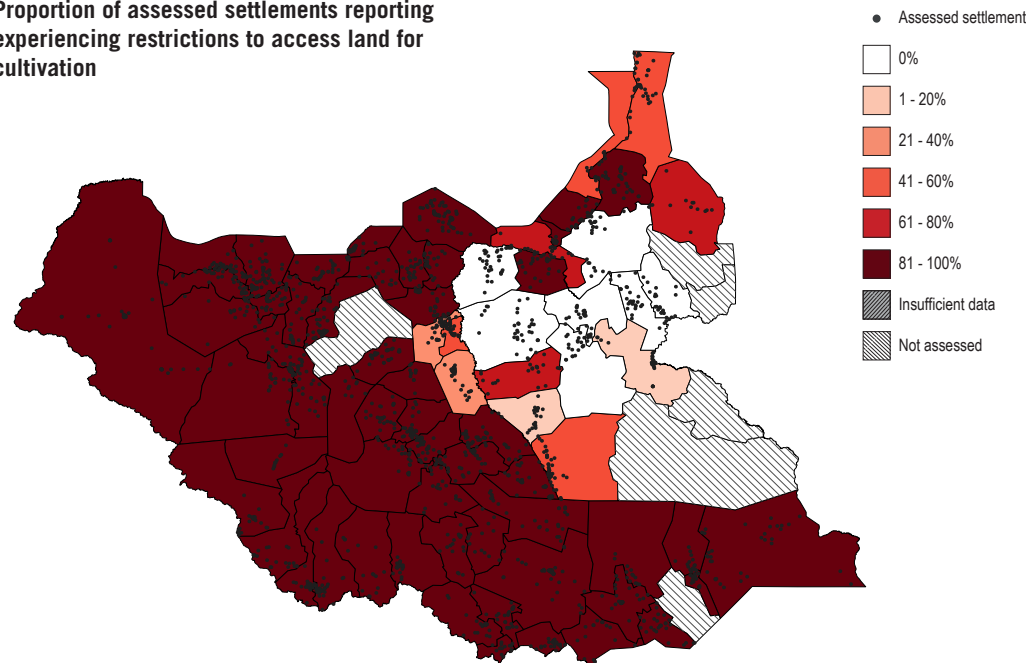 Proportion of assessed settlements reporting
experiencing restrictions to access land for
cultivation
Assessed settlement
0%
1 - 20%
21 - 40%
41 - 60%
61 - 80%
81 - 100%
Insufficient data
Not assessed